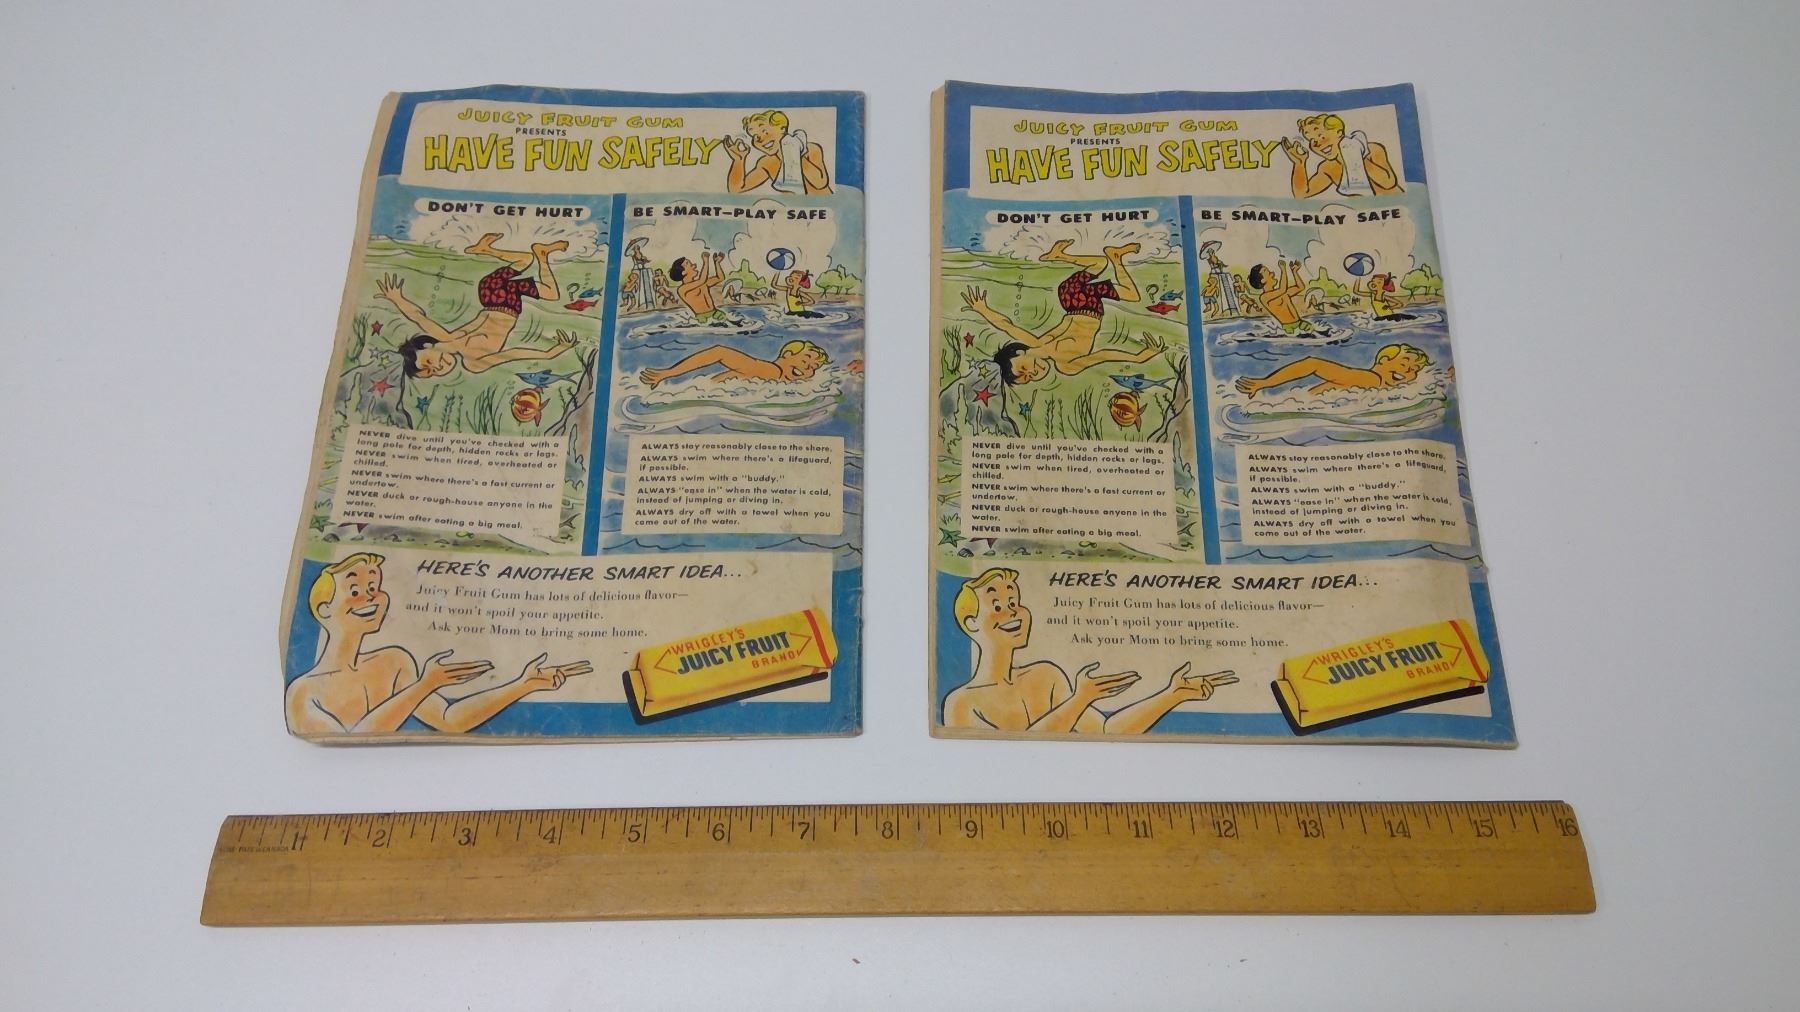 JUICY FRUIT GUM
PRESENTS
HAVE FUN SAFELY
DON'T GET HURT
BE SMART—PLAY SAFE
?
NEVER dive until you've checked with a
long pole for depth, hidden rocks or logs.
NEVER swim when tired, overheated or
chilled.
NEVER swim where there's a fast current or
undertow.
NEVER duck or rough-house anyone in the
water.
NEVER swim after eating a big meal.
ALWAYS stay reasonably close to the shore.
ALWAYS swim where there's a lifeguard,
if possible.
ALWAYS swim with a "buddy."
ALWAYS "ease in" when the water is cold,
instead of jumping or diving in.
ALWAYS dry off with a towel when you
come out of the water.
HERE'S ANOTHER SMART IDEA...
Juicy Fruit Gum has lots of delicious flavor—
and it won't spoil your appetite.
Ask your Mom to bring some home.
WRIGLEY'S
JUICY FRUIT
BRAND
JUICY FRUIT GUM
PRESENTS
HAVE FUN SAFELY
DON'T GET HURT
BE SMART—PLAY SAFE
?
NEVER dive until you've checked with a
long pole for depth, hidden rocks or logs.
NEVER swim when tired, overheated or
chilled.
NEVER swim where there's a fast current or
undertow.
NEVER duck or rough-house anyone in the
water.
NEVER swim after eating a big meal.
ALWAYS stay reasonably close to the shore.
ALWAYS swim where there's a lifeguard,
if possible.
ALWAYS swim with a "buddy."
ALWAYS "ease in" when the water is cold,
instead of jumping or diving in.
ALWAYS dry off with a towel when you
come out of the water.
HERE'S ANOTHER SMART IDEA...
Juicy Fruit Gum has lots of delicious flavor—
and it won't spoil your appetite.
Ask your Mom to bring some home.
WRIGLEY'S
JUICY FRUIT
BRAND
1 2 3 4 5 6 7 8 9 10 11 12 13 14 15 16